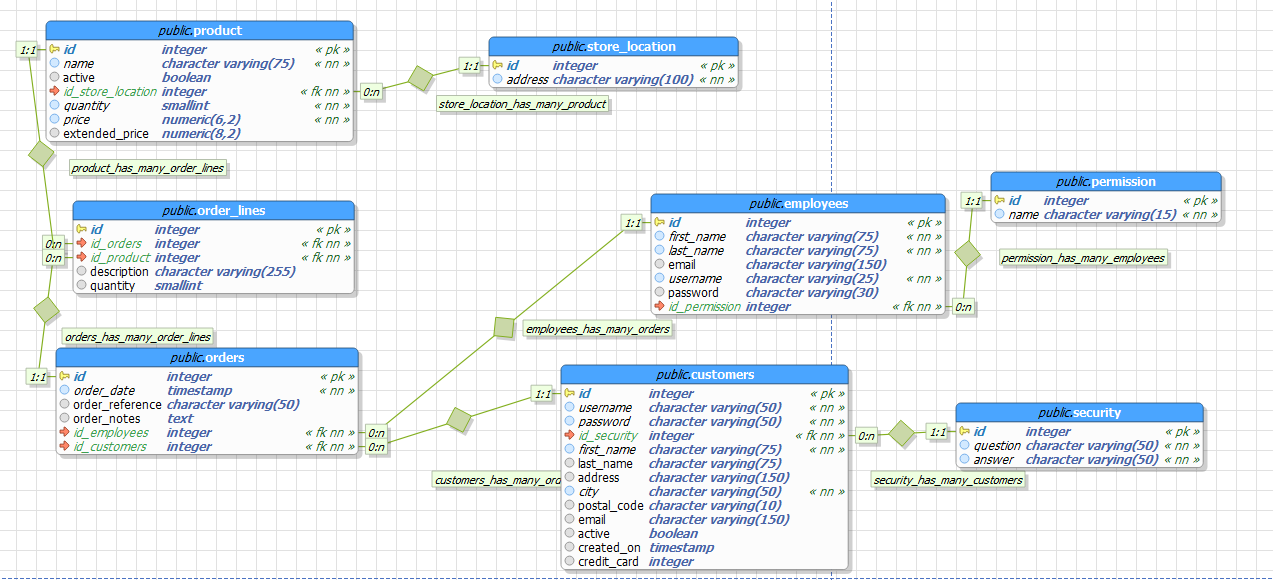 public.product
1:1 id integer « pk »
name character varying(75) « nn »
active boolean
id_store_location integer « fk nn » 0:n
quantity smallint « nn »
price numeric(6,2) « nn »
extended_price numeric(8,2)
public.store_location
1:1 id integer « pk »
address character varying(100) « nn »
store_location_has_many_product
product_has_many_order_lines
public.order_lines
id integer « pk »
0:n id_orders integer « fk nn »
0:n id_product integer « fk nn »
description character varying(255)
quantity smallint
orders_has_many_order_lines
public.orders
1:1 id integer « pk »
order_date timestamp « nn »
order_reference character varying(50)
order_notes text
id_employees integer « fk nn » 0:n
id_customers integer « fk nn » 0:n
public.employees
1:1 id integer « pk »
first_name character varying(75) « nn »
last_name character varying(75) « nn »
email character varying(150)
username character varying(25) « nn »
password character varying(30)
id_permission integer « fk nn » 0:n
employees_has_many_orders
public.permission
1:1 id integer « pk »
name character varying(15) « nn »
permission_has_many_employees
public.customers
1:1 id integer « pk »
username character varying(50) « nn »
password character varying(50) « nn »
id_security integer « fk nn » 0:n
first_name character varying(75) « nn »
last_name character varying(75)
address character varying(150)
city character varying(50) « nn »
postal_code character varying(10)
email character varying(150)
active boolean
created_on timestamp
credit_card integer
customers_has_many_ord
public.security
1:1 id integer « pk »
question character varying(50) « nn »
answer character varying(50) « nn »
security_has_many_customers